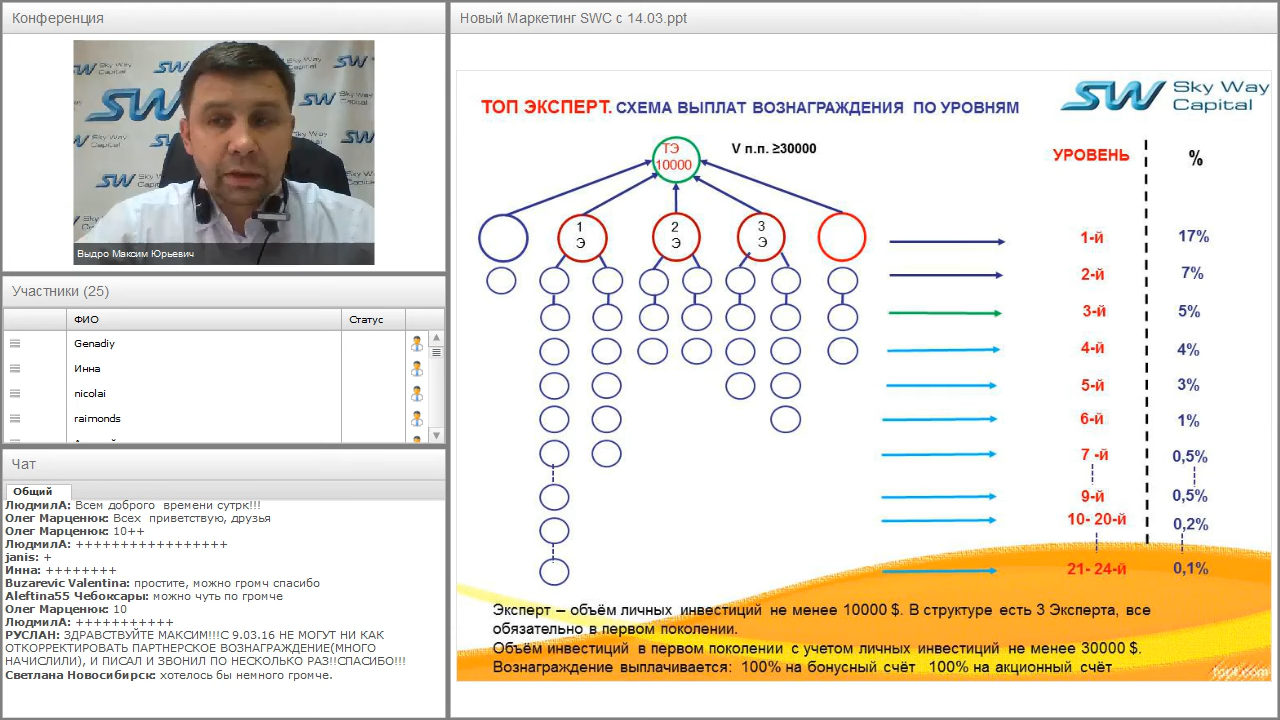 Конференция
SW
Sky Way
Capital
Выдро Максим Юрьевич
Участники (25)
ФИО
Статус
Genadiy
Инна
nicolai
raimonds
Чат
Общий
ЛюдмилА: Всем доброго времени сутрк!!!
Олег Марценюк: Всех приветствую, друзья
Олег Марценюк: 10++
ЛюдмилА: +++++++++++++++++
janis: +
Инна: ++++++++
Buzarevic Valentina: простите, можно громч спасибо
Aleftina55 Чебоксары: можно чуть по громче
Олег Марценюк: 10
ЛюдмилА: +++++++++++
РУСЛАН: ЗДРАВСТВУЙТЕ МАКСИМ!!!С 9.03.16 НЕ МОГУТ НИ КАК
ОТКОРРЕКТИРОВАТЬ ПАРТНЕРСКОЕ ВОЗНАГРАЖДЕНИЕ(МНОГО
НАЧИСЛИЛИ), И ПИСАЛ И ЗВОНИЛ ПО НЕСКОЛЬКО РАЗ!!СПАСИБО!!!
Светлана Новосибирск: хотелось бы немного громче.
Новый Маркетинг SWC с 14.03.ppt
ТОП ЭКСПЕРТ. СХЕМА ВЫПЛАТ ВОЗНАГРАЖДЕНИЯ ПО УРОВНЯМ
SW Sky Way
Capital
ТЭ
10000
V п.п. ≥30000
УРОВЕНЬ %
1
Э
2
Э
3
Э
1-й 17%
2-й 7%
3-й 5%
4-й 4%
5-й 3%
6-й 1%
7 -й 0,5%
9-й 0,5%
10- 20-й 0,2%
21- 24-й 0,1%
Эксперт – объём личных инвестиций не менее 10000 $. В структуре есть 3 Эксперта, все
обязательно в первом поколении.
Объём инвестиций в первом поколении с учетом личных инвестиций не менее 30000 $.
Вознаграждение выплачивается: 100% на бонусный счёт 100% на акционный счёт
fppt.com